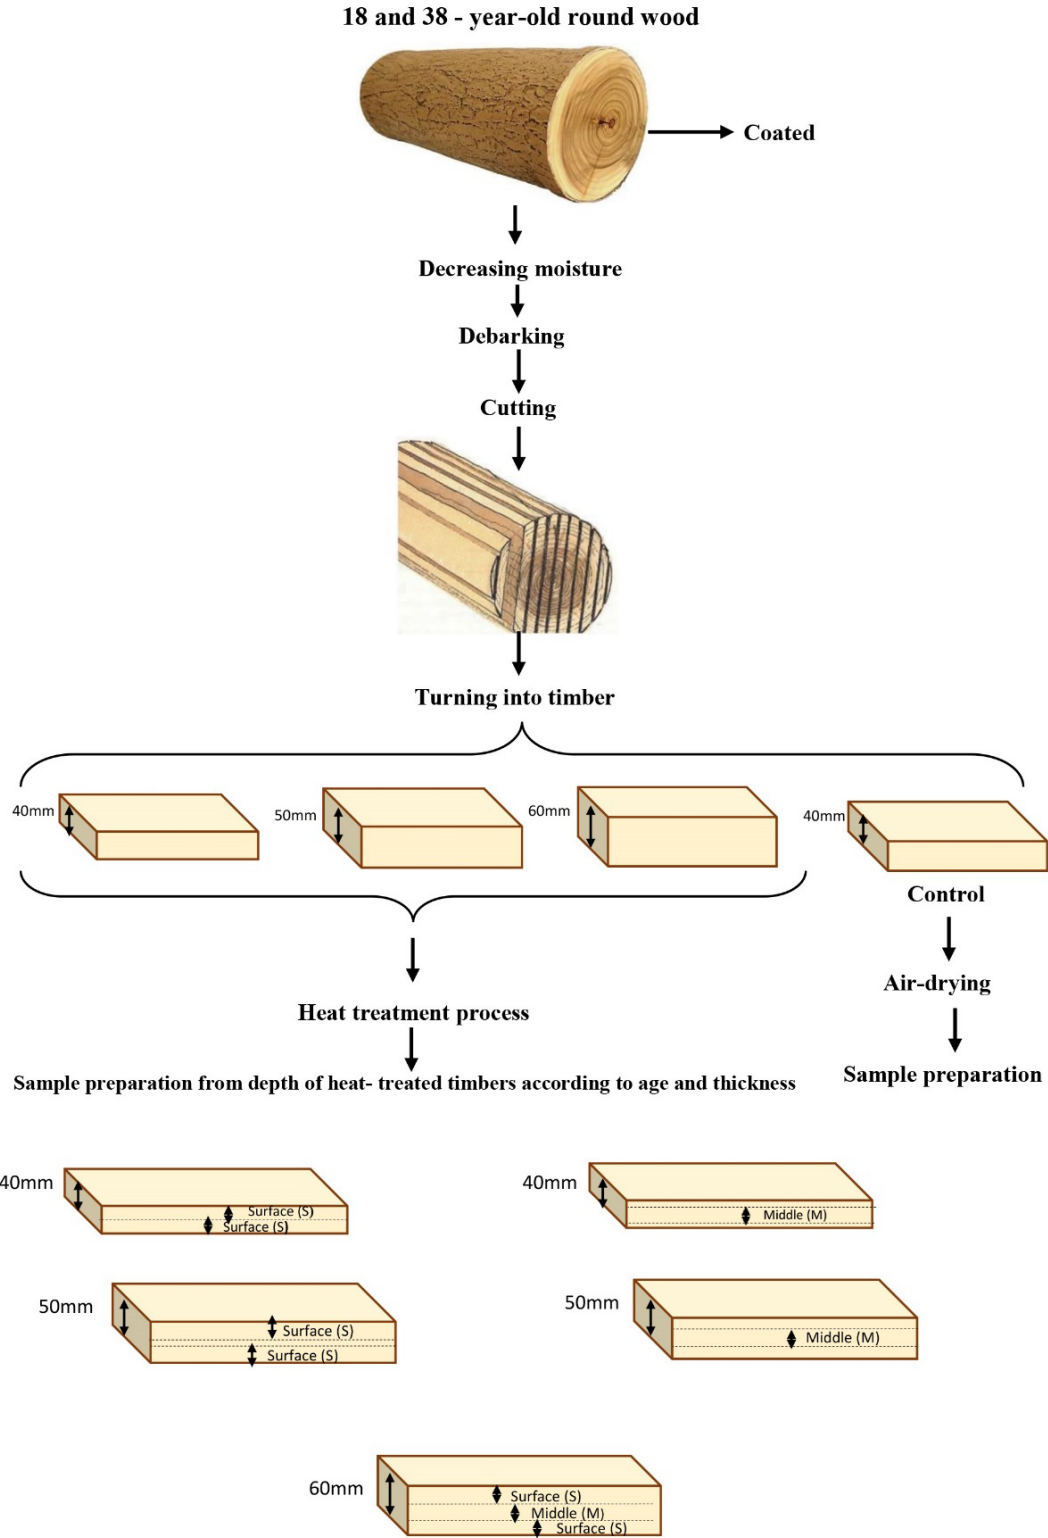 18 and 38 - year-old round wood
Coated
Decreasing moisture
Debarking
Cutting
Turning into timber
40mm
50mm
60mm
40mm
Control
Air-drying
Sample preparation
Heat treatment process
Sample preparation from depth of heat- treated timbers according to age and thickness
40mm
Surface (S)
Surface (S)
40mm
Middle (M)
50mm
Surface (S)
Surface (S)
50mm
Middle (M)
60mm
Surface (S)
Middle (M)
Surface (S)